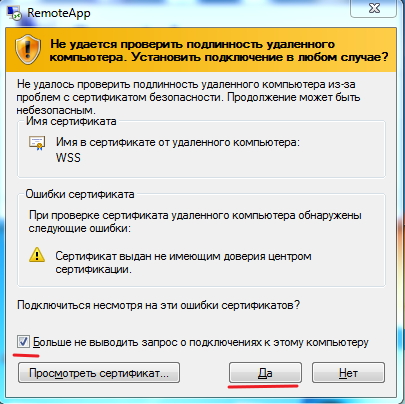 RemoteApp
Не удается проверить подлинность удаленного
компьютера. Установить подключение в любом случае?
Не удалось проверить подлинность удаленного компьютера из-за
проблем с сертификатом безопасности. Продолжение может быть
небезопасным.
Имя сертификата
Имя в сертификате от удаленного компьютера:
WSS
Ошибки сертификата
При проверке сертификата удаленного компьютера обнаружены
следующие ошибки:
Сертификат выдан не имеющим доверия центром
сертификации.
Подключиться несмотря на эти ошибки сертификатов?
Больше не выводить запрос о подключениях к этому компьютеру
Просмотреть сертификат... Да Нет